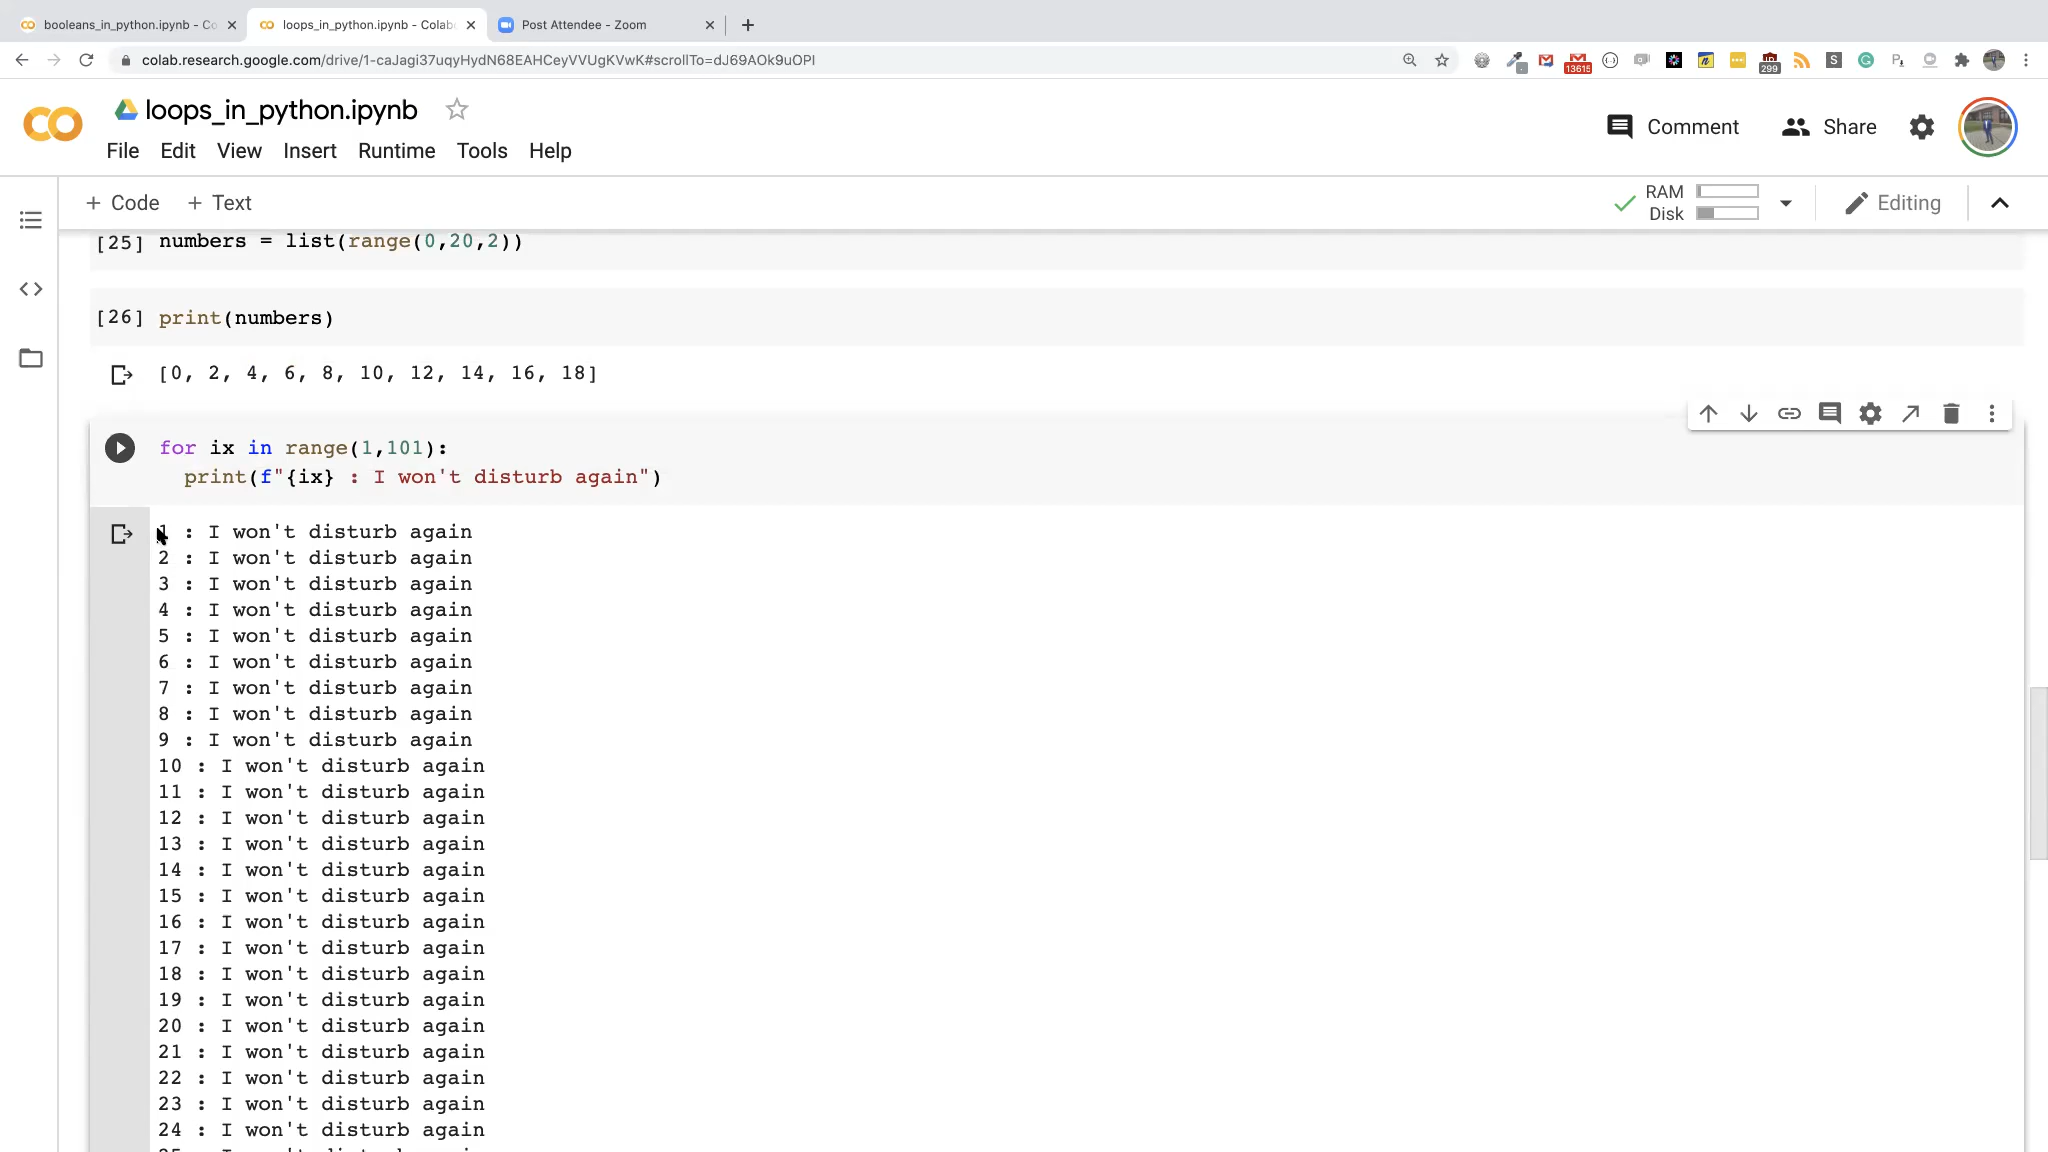 booleans_in_python.ipynb - Co
loops_in_python.ipynb - Colab
Post Attendee - Zoom
colab.research.google.com/drive/1-caJagi37uqyHydN68EAHCeyVVUgKVwK#scrollTo=dJ69AOk9uOPI
13615
299
loops_in_python.ipynb
Comment
Share
File Edit View Insert Runtime Tools Help
+ Code + Text
RAM
Disk
Editing
[25] numbers = list(range(0,20,2))
[26] print(numbers)
[0, 2, 4, 6, 8, 10, 12, 14, 16, 18]
for ix in range(1,101):
print(f"{ix} : I won't disturb again")
1 : I won't disturb again
2 : I won't disturb again
3 : I won't disturb again
4 : I won't disturb again
5 : I won't disturb again
6 : I won't disturb again
7 : I won't disturb again
8 : I won't disturb again
9 : I won't disturb again
10 : I won't disturb again
11 : I won't disturb again
12 : I won't disturb again
13 : I won't disturb again
14 : I won't disturb again
15 : I won't disturb again
16 : I won't disturb again
17 : I won't disturb again
18 : I won't disturb again
19 : I won't disturb again
20 : I won't disturb again
21 : I won't disturb again
22 : I won't disturb again
23 : I won't disturb again
24 : I won't disturb again